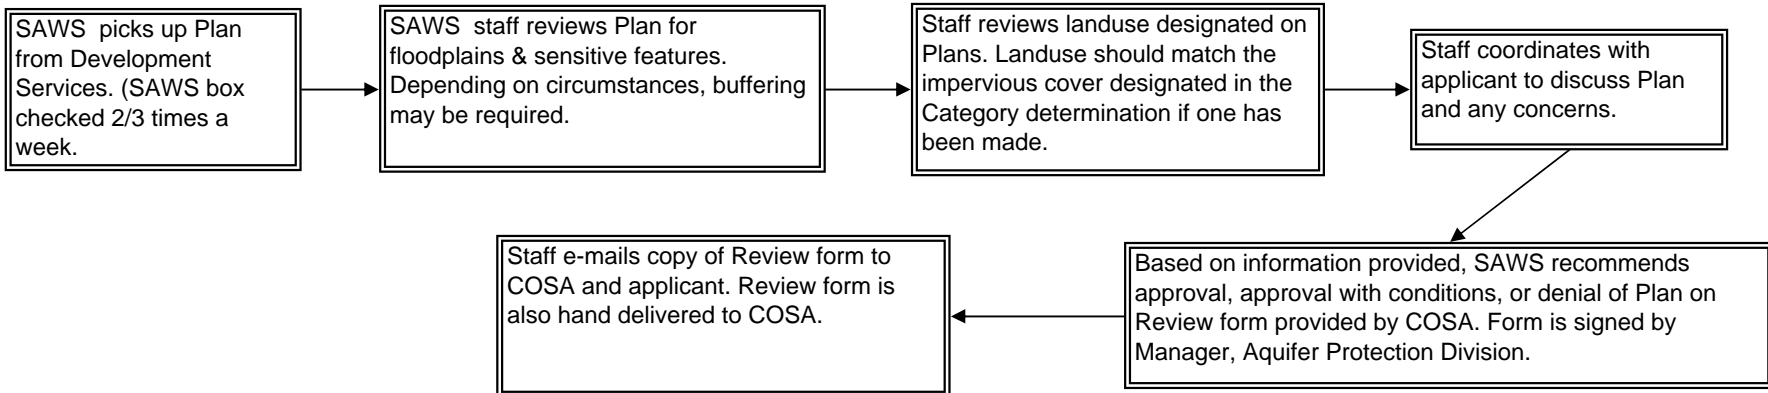 SAWS  picks up Plan
from Development
Services. (SAWS box
checked 2/3 times a
week.
SAWS  staff reviews Plan for
floodplains & sensitive features.
Depending on circumstances, buffering
may be required.
Staff reviews landuse designated on
Plans. Landuse should match the
impervious cover designated in the
Category determination if one has
been made.
Staff coordinates with
applicant to discuss Plan
and any concerns.
Based on information provided, SAWS recommends
approval, approval with conditions, or denial of Plan on
Review form provided by COSA. Form is signed by
Manager, Aquifer Protection Division.
Staff e-mails copy of Review form to
COSA and applicant. Review form is
also hand delivered to COSA.